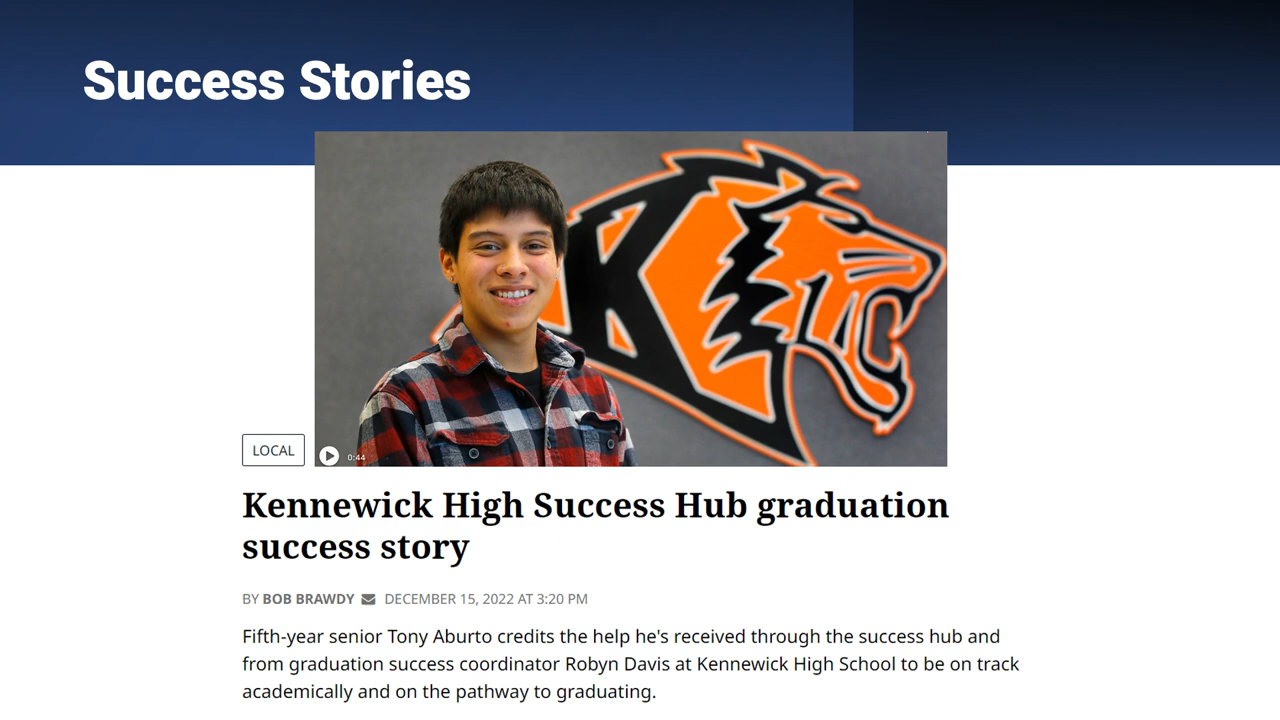 Success Stories
LOCAL
0:44
Kennewick High Success Hub graduation
success story
BY BOB BRAWDY DECEMBER 15, 2022 AT 3:20 PM
Fifth-year senior Tony Aburto credits the help he's received through the success hub and
from graduation success coordinator Robyn Davis at Kennewick High School to be on track
academically and on the pathway to graduating.